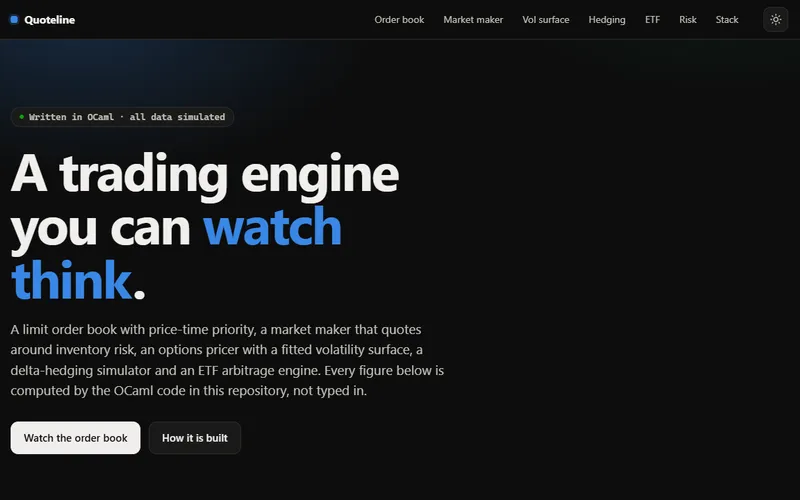 Quoteline
Order book
Market maker
Vol surface
Hedging
ETF
Risk
Stack
Written in OCaml · all data simulated
A trading engine
you can watch
think.
A limit order book with price-time priority, a market maker that quotes
around inventory risk, an options pricer with a fitted volatility surface, a
delta-hedging simulator and an ETF arbitrage engine. Every figure below is
computed by the OCaml code in this repository, not typed in.
Watch the order book
How it is built